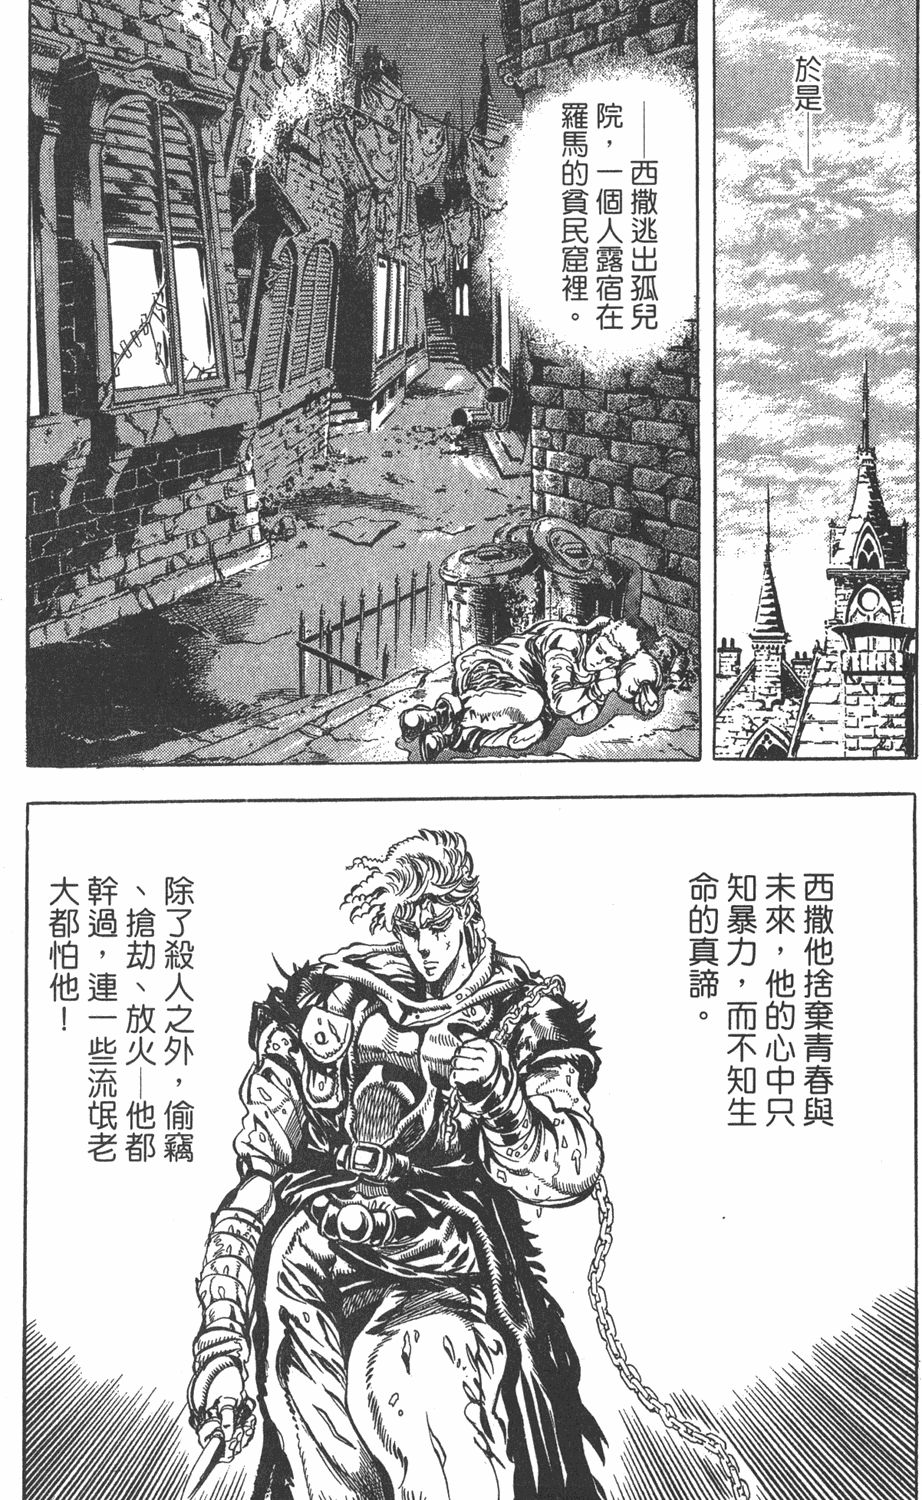 於是——
——西撒逃出孤兒
院，一個人露宿在
羅馬的貧民窟裡。
西撒他捨棄青春與
未來，他的心中只
知暴力，而不知生
命的真諦。
除了殺人之外，偷竊
、搶劫、放火—他都
幹過，連一些流氓老
大都怕他！